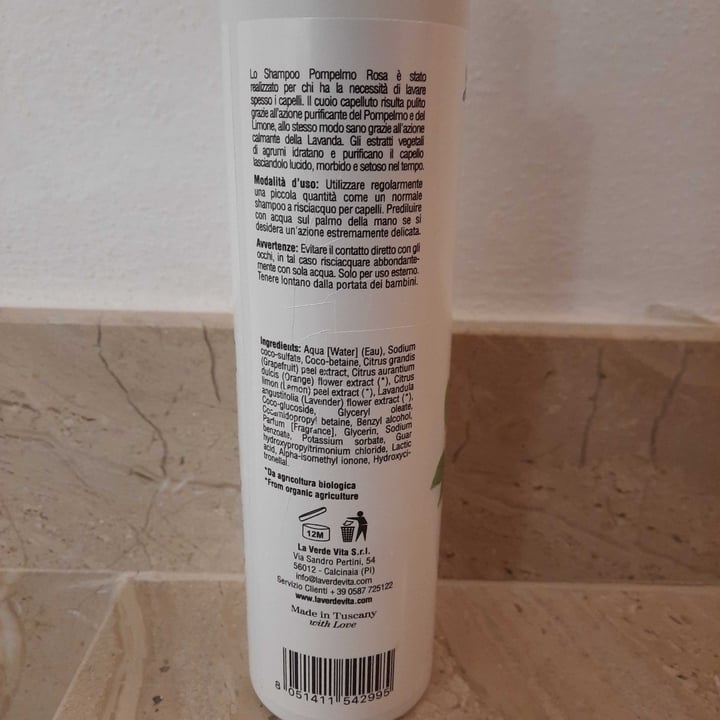 Lo Shampoo Pompelmo Rosa è stato
realizzato per chi ha la necessità di lavare
spesso i capelli. Il cuoio capelluto risulta pulito
grazie all'azione purificante del Pompelmo e del
Limone, allo stesso modo sano grazie all'azione
calmante della Lavanda. Gli estratti vegetali
di agrumi idratano e purificano il capello
lasciandolo lucido, morbido e setoso nel tempo.
Modalità d'uso: Utilizzare regolarmente
una piccola quantità come un normale
shampoo a risciacquo per capelli. Prediluire
con acqua sul palmo della mano se si
desidera un'azione estremamente delicata.
Avvertenze: Evitare il contatto diretto con gli
occhi, in tal caso risciacquare abbondante-
mente con sola acqua. Solo per uso esterno.
Tenere lontano dalla portata dei bambini.
Ingredients: Aqua [Water] (Eau), Sodium
coco-sulfate, Coco-betaine, Citrus grandis
(Grapefruit) peel extract, Citrus aurantium
dulcis (Orange) flower extract (*), Citrus
limon (Lemon) peel extract (*), Lavandula
angustifolia (Lavender) flower extract (*),
Coco-glucoside, Glyceryl oleate,
Cocamidopropyl betaine, Benzyl alcohol,
Parfum [Fragrance], Glycerin, Sodium
benzoate, Potassium sorbate, Guar
hydroxypropyltrimonium chloride, Lactic
acid, Alpha-isomethyl ionone, Hydroxyci-
tronellal.
*Da agricoltura biologica
*From organic agriculture
12M
La Verde Vita S.r.l.
Via Sandro Pertini, 54
56012 - Calcinaia (PI)
info@laverdevita.com
Servizio Clienti + 39 0587 725122
www.laverdevita.com
Made in Tuscany
with Love
8 051411 542995